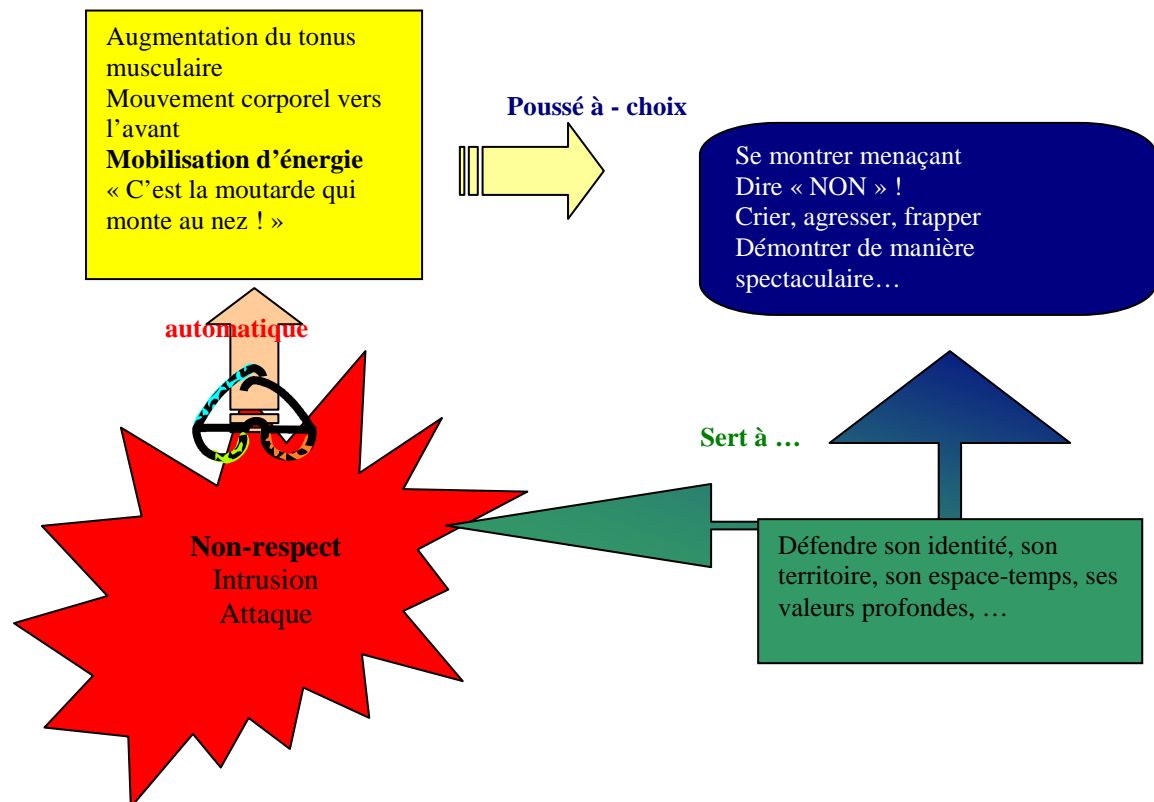 Augmentation du tonus
musculaire
Mouvement corporel vers
l’avant
Mobilisation d’énergie
« C’est la moutarde qui
monte au nez ! »
Poussé à - choix
Se montrer menaçant
Dire « NON » !
Crier, agresser, frapper
Démontrer de manière
spectaculaire…
automatique
Sert à …
Non-respect
Intrusion
Attaque
Défendre son identité, son
territoire, son espace-temps, ses
valeurs profondes, …